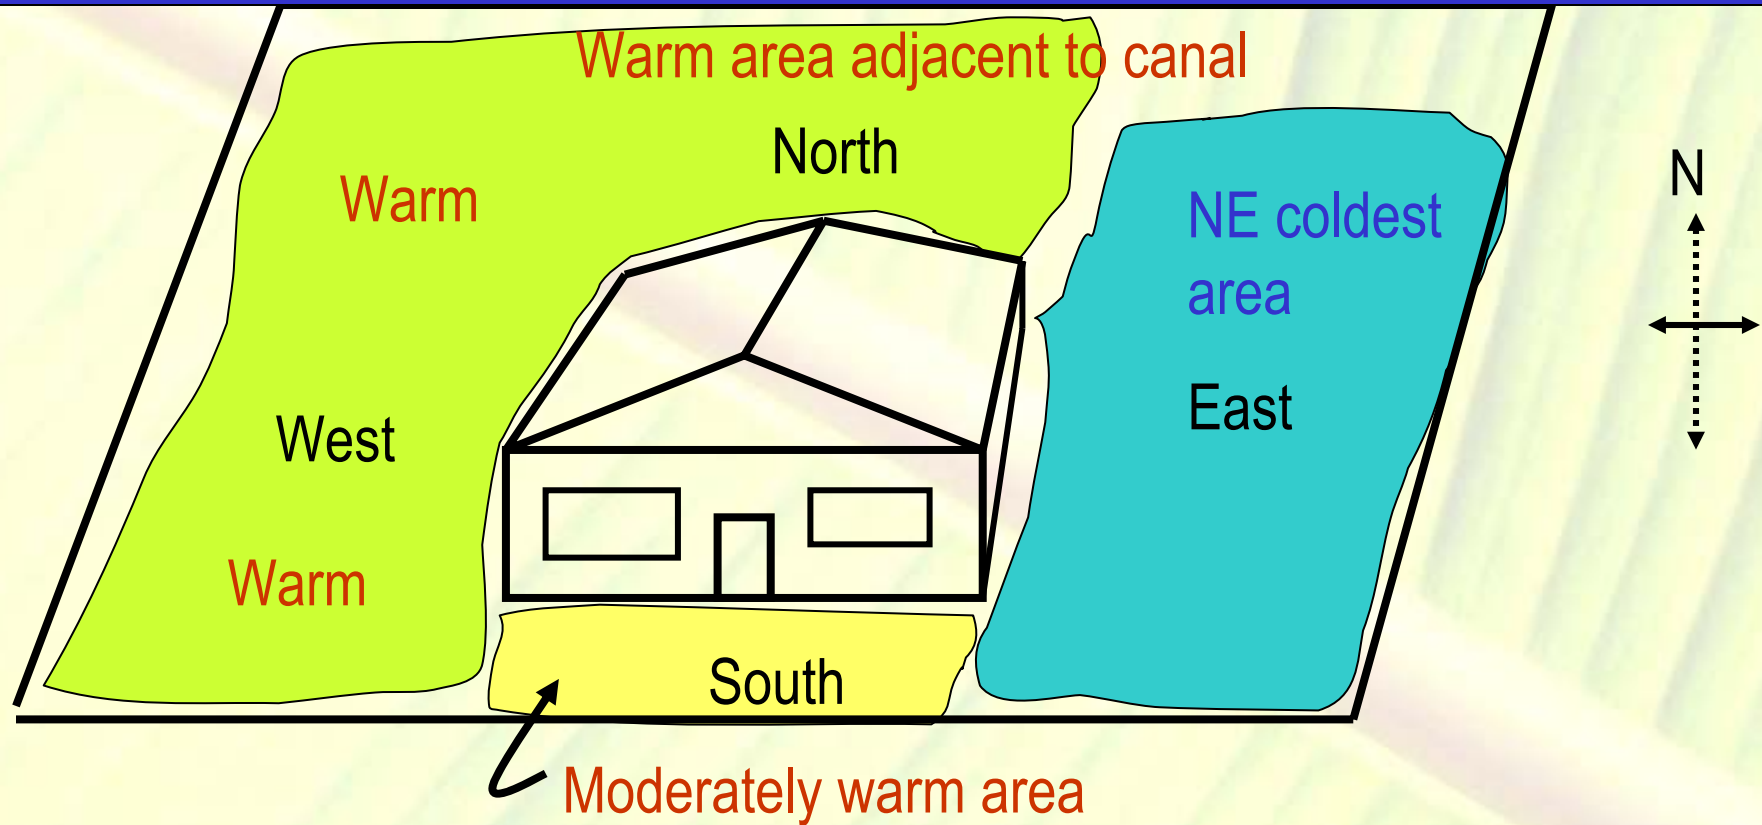 Warm area adjacent to canal
North
N
Warm
NE coldest
area
East
West
Warm
South
Moderately warm area